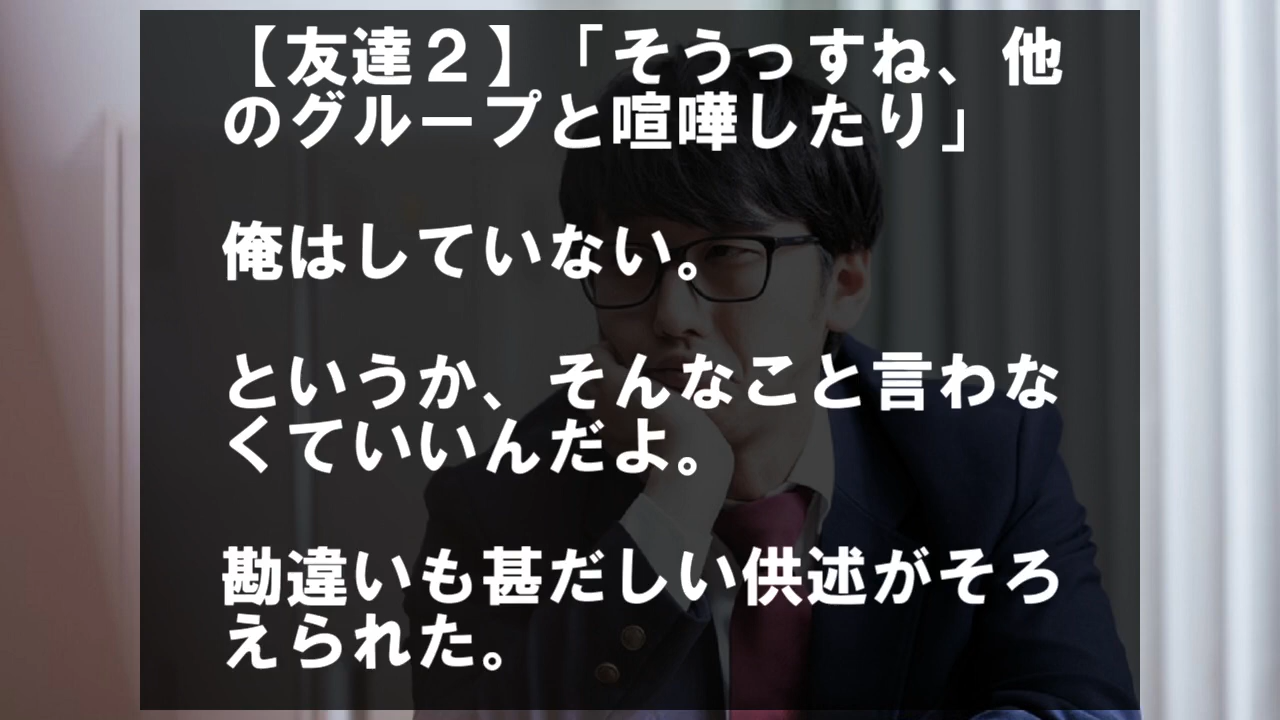 【友達２】「そうっすね、他
のグループと喧嘩したり」
俺はしていない。
というか、そんなこと言わな
くていいんだよ。
勘違いも甚だしい供述がそろ
えられた。